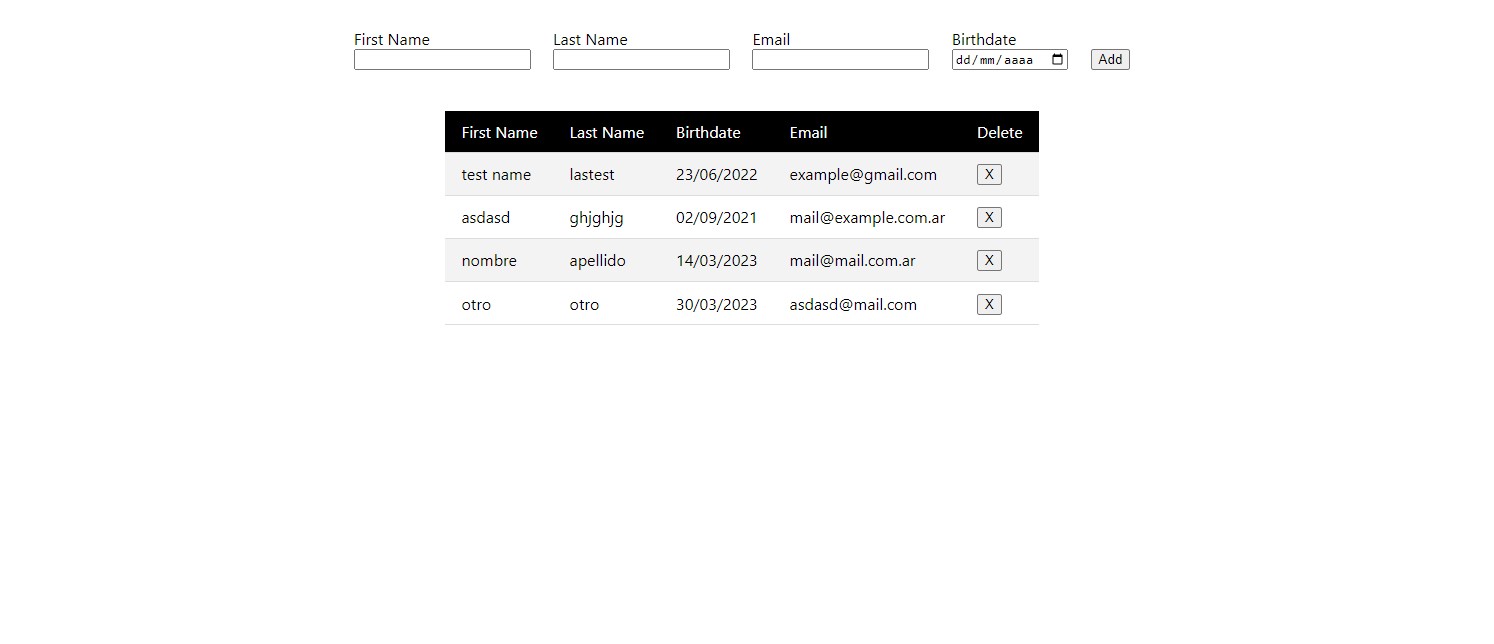 First Name Last Name Email Birthdate
dd/mm/aaaa Add
First Name Last Name Birthdate Email Delete
test name lastest 23/06/2022 example@gmail.com X
asdasd ghjghjg 02/09/2021 mail@example.com.ar X
nombre apellido 14/03/2023 mail@mail.com.ar X
otro otro 30/03/2023 asdasd@mail.com X